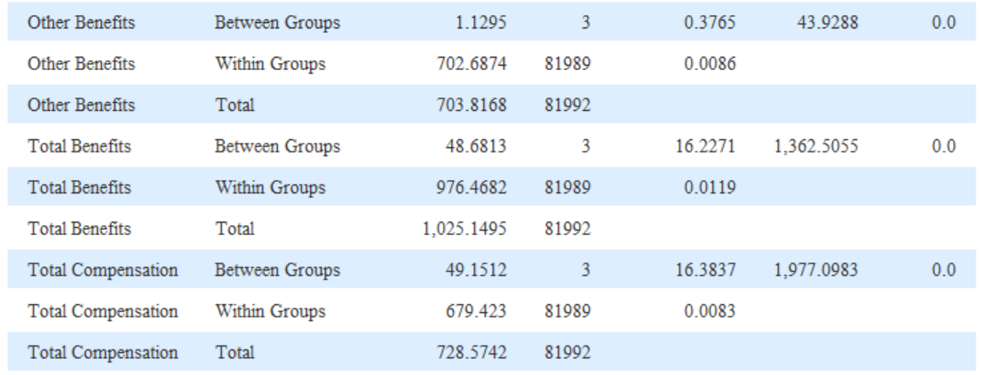 Other Benefits Between Groups 1.1295 3 0.3765 43.9288 0.0
Other Benefits Within Groups 702.6874 81989 0.0086
Other Benefits Total 703.8168 81992
Total Benefits Between Groups 48.6813 3 16.2271 1,362.5055 0.0
Total Benefits Within Groups 976.4682 81989 0.0119
Total Benefits Total 1,025.1495 81992
Total Compensation Between Groups 49.1512 3 16.3837 1,977.0983 0.0
Total Compensation Within Groups 679.423 81989 0.0083
Total Compensation Total 728.5742 81992